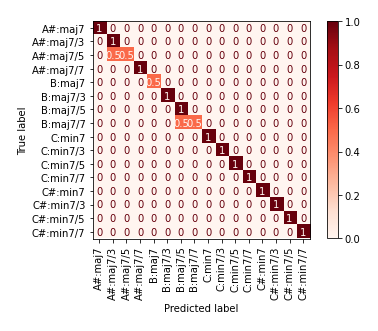 A#:maj7 1 0 0 0 0 0 0 0 0 0 0 0 0 0 0 0
A#:maj7/3 0 1 0 0 0 0 0 0 0 0 0 0 0 0 0 0
A#:maj7/5 0 0.5 0.5 0 0 0 0 0 0 0 0 0 0 0 0 0
A#:maj7/7 0 0 0 1 0 0 0 0 0 0 0 0 0 0 0 0
B:maj7 0 0 0 0 0.5 0 0 0 0 0 0 0 0 0 0 0
B:maj7/3 0 0 0 0 0 1 0 0 0 0 0 0 0 0 0 0
B:maj7/5 0 0 0 0 0 0 1 0 0 0 0 0 0 0 0 0
B:maj7/7 0 0 0 0 0 0 0.5 0.5 0 0 0 0 0 0 0 0
C:min7 0 0 0 0 0 0 0 0 1 0 0 0 0 0 0 0
C:min7/3 0 0 0 0 0 0 0 0 0 1 0 0 0 0 0 0
C:min7/5 0 0 0 0 0 0 0 0 0 0 1 0 0 0 0 0
C:min7/7 0 0 0 0 0 0 0 0 0 0 0 1 0 0 0 0
C#:min7 0 0 0 0 0 0 0 0 0 0 0 0 1 0 0 0
C#:min7/3 0 0 0 0 0 0 0 0 0 0 0 0 0 1 0 0
C#:min7/5 0 0 0 0 0 0 0 0 0 0 0 0 0 0 1 0
C#:min7/7 0 0 0 0 0 0 0 0 0 0 0 0 0 0 0 1
True label
A#:maj7
A#:maj7/3
A#:maj7/5
A#:maj7/7
B:maj7
B:maj7/3
B:maj7/5
B:maj7/7
C:min7
C:min7/3
C:min7/5
C:min7/7
C#:min7
C#:min7/3
C#:min7/5
C#:min7/7
Predicted label
1.0
0.8
0.6
0.4
0.2
0.0